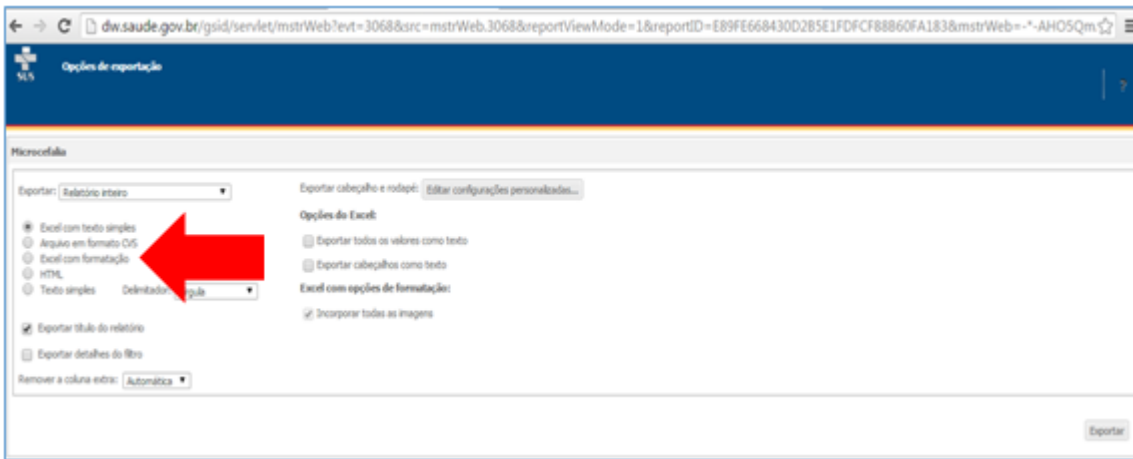 dw.saude.gov.br/gsid/servlet/mstrWeb?evt=3068&src=mstrWeb.3068&reportViewMode=1&reportID=E89FE668430D2B5E1FDFCF88B60FA183&mstrWeb=-*-AHO5Qm
SUS
Opções de exportação
?
Microcefalia
Exportar: Relatório inteiro
Exportar cabeçalho e rodapé: Editar configurações personalizadas...
Opções do Excel:
Excel com texto simples
Exportar todos os valores como texto
Arquivo em formato CVS
Excel com formatação
Exportar cabeçalhos como texto
HTML
Texto simples Delimitador:
Excel com opções de formatação:
Incorporar todas as imagens
Exportar título do relatório
Exportar detalhes do filtro
Remover a coluna extra: Automática
Exportar